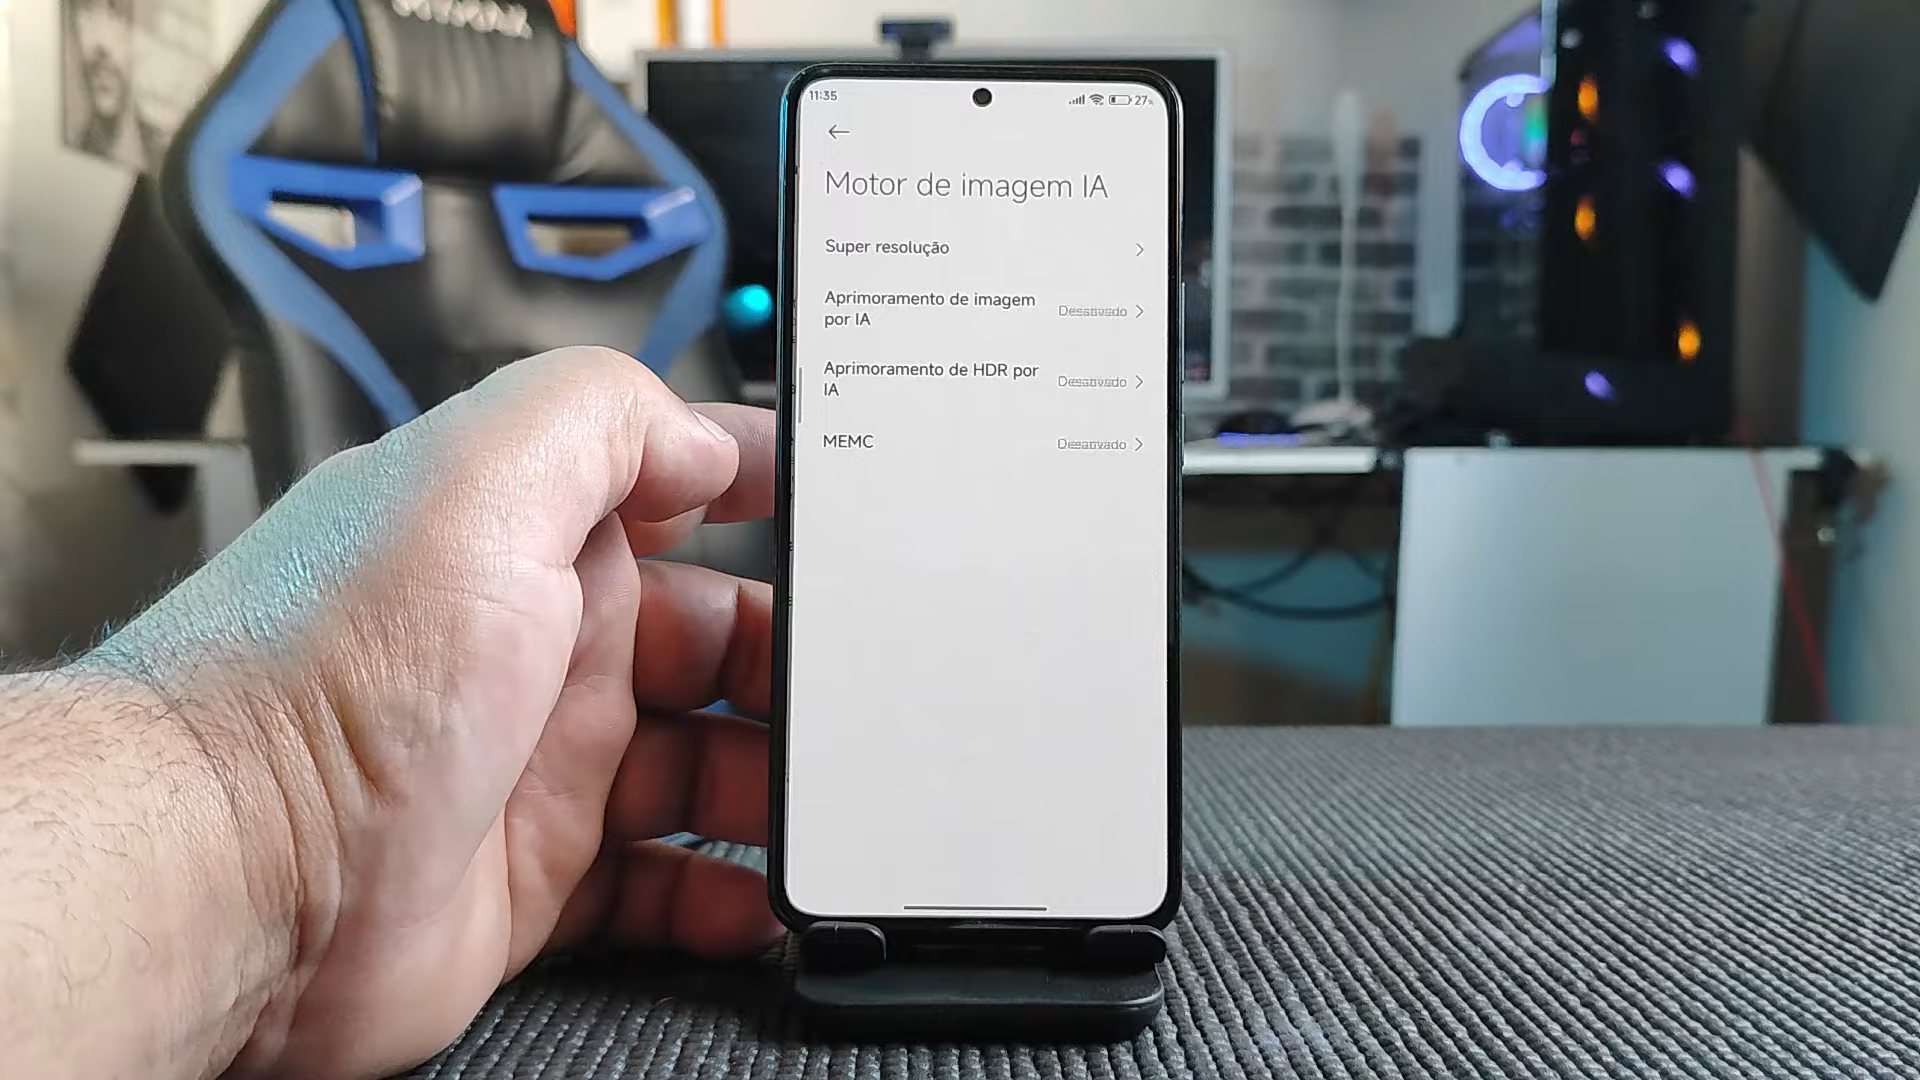 11:35
27%
Motor de imagem IA
Super resolução
Aprimoramento de imagem
por IA
Desativado
Aprimoramento de HDR por
IA
Desativado
MEMC
Desativado